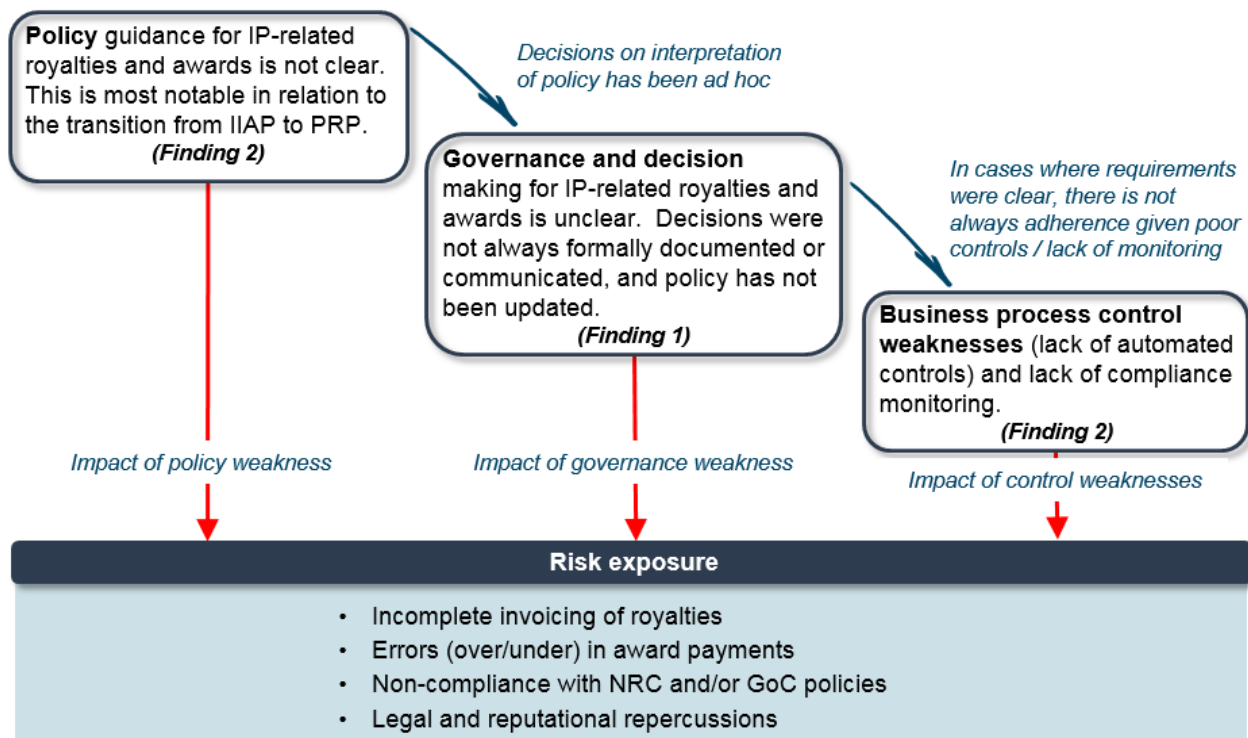 Policy guidance for IP-related
royalties and awards is not clear.
This is most notable in relation to
the transition from IIAP to PRP.
(Finding 2)
Decisions on interpretation
of policy has been ad hoc
Governance and decision
making for IP-related royalties and
awards is unclear.  Decisions were
not always formally documented or
communicated, and policy has not
been updated.
(Finding 1)
In cases where requirements
were clear, there is not
always adherence given poor
controls / lack of monitoring
Business process control
weaknesses (lack of automated
controls) and lack of compliance
monitoring.
(Finding 2)
Impact of policy weakness
Impact of governance weakness
Impact of control weaknesses
Risk exposure
• Incomplete invoicing of royalties
• Errors (over/under) in award payments
• Non-compliance with NRC and/or GoC policies
• Legal and reputational repercussions